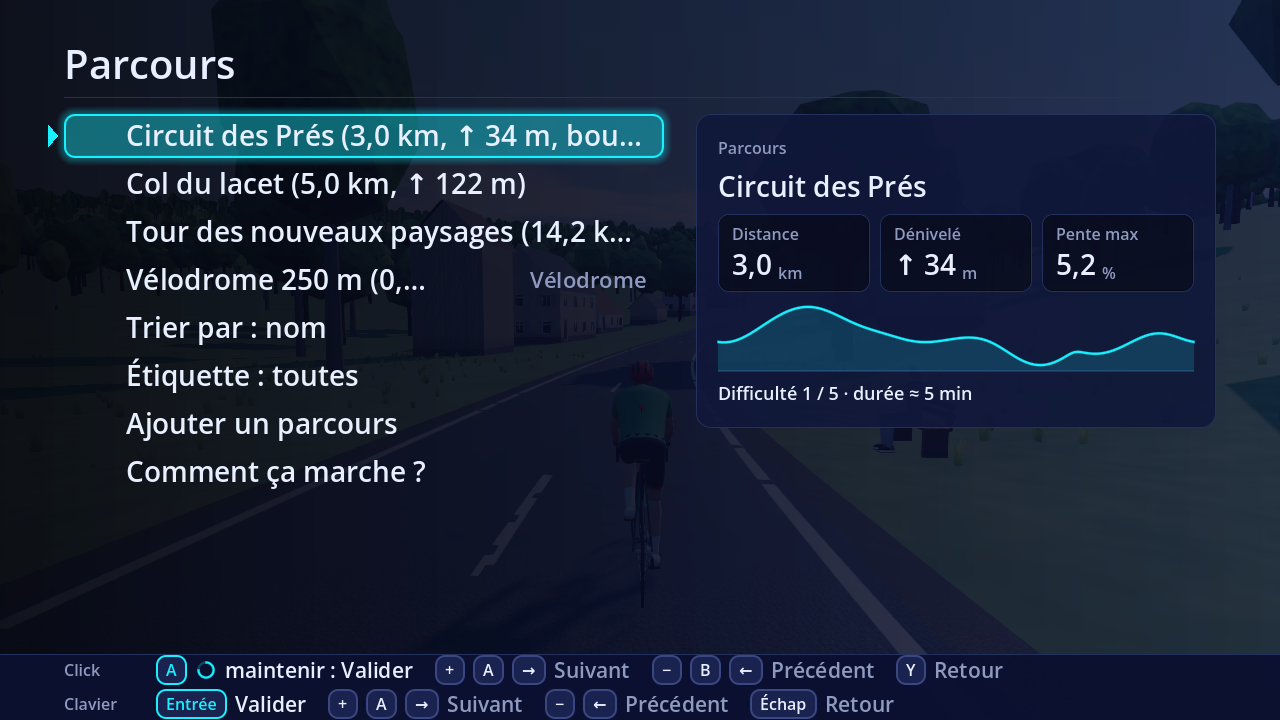 Parcours
Circuit des Prés (3,0 km, ↑ 34 m, bou...
Col du lacet (5,0 km, ↑ 122 m)
Tour des nouveaux paysages (14,2 k...
Vélodrome 250 m (0,... Vélodrome
Trier par : nom
Étiquette : toutes
Ajouter un parcours
Comment ça marche ?
Parcours
Circuit des Prés
Distance Dénivelé Pente max
3,0 km ↑ 34 m 5,2 %
Difficulté 1 / 5 · durée ≈ 5 min
Click A maintenir : Valider + A → Suivant − B ← Précédent Y Retour
Clavier Entrée Valider + A → Suivant − ← Précédent Échap Retour